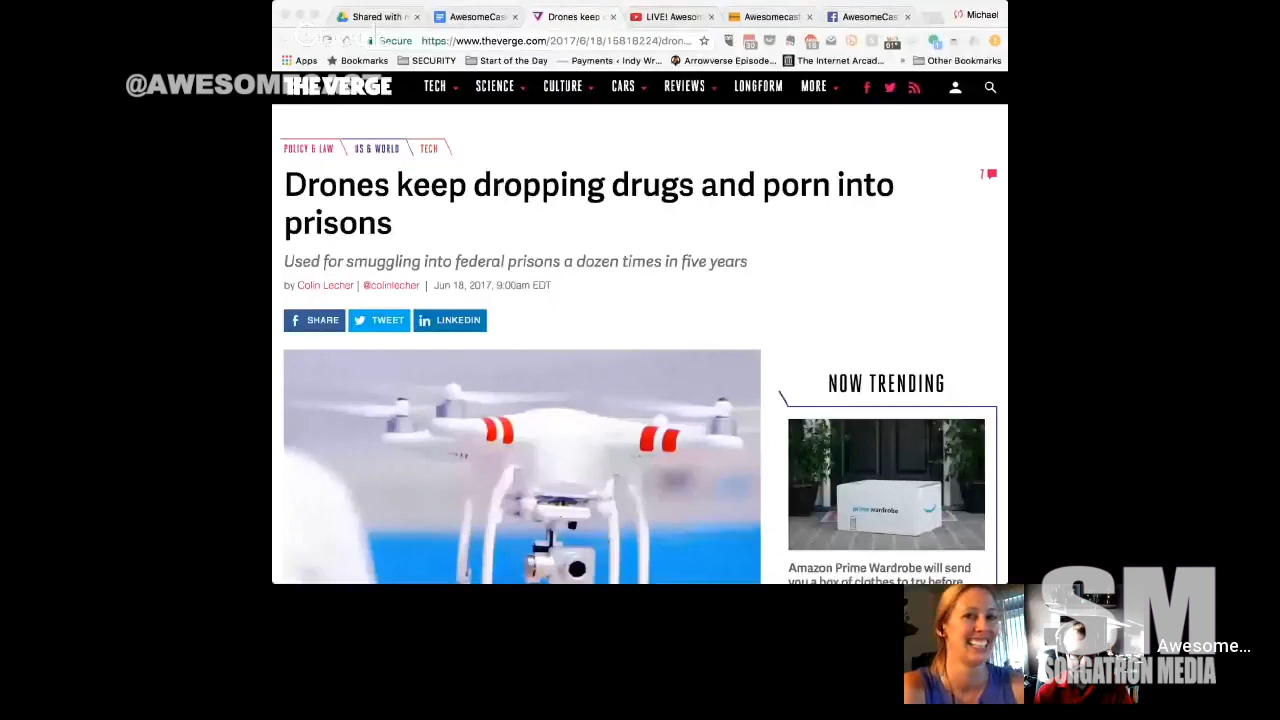 Shared with
AwesomeCas
Drones keep
LIVE! Aweson
Awesomecas
AwesomeCas
Michael
Secure
https://www.theverge.com/2017/6/18/15818224/dron...
Apps
Bookmarks
SECURITY
Start of the Day
Payments ‹ Indy Wr...
Arrowverse Episode...
The Internet Arcad...
»
Other Bookmarks
@AWESOMECAST
THE VERGE
TECH
SCIENCE
CULTURE
CARS
REVIEWS
LONGFORM
MORE
POLICY & LAW
US & WORLD
TECH
Drones keep dropping drugs and porn into
prisons
7
Used for smuggling into federal prisons a dozen times in five years
by Colin Lecher | @colinlecher | Jun 18, 2017, 9:00am EDT
SHARE
TWEET
LINKEDIN
NOW TRENDING
prime wardrobe
Amazon Prime Wardrobe will send
you a box of clothes to try before
SM
Awesome...
SORGATRON MEDIA